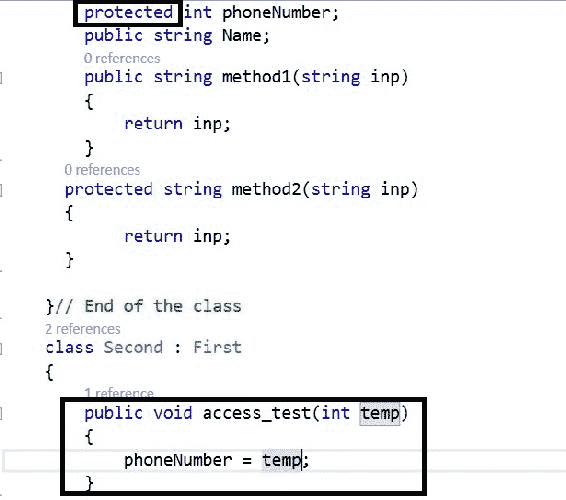 protected int phoneNumber;
public string Name;
0 references
public string method1(string inp)
{
return inp;
}
0 references
protected string method2(string inp)
{
return inp;
}
}// End of the class
2 references
class Second : First
{
1 reference
public void access_test(int temp)
{
phoneNumber = temp;
}